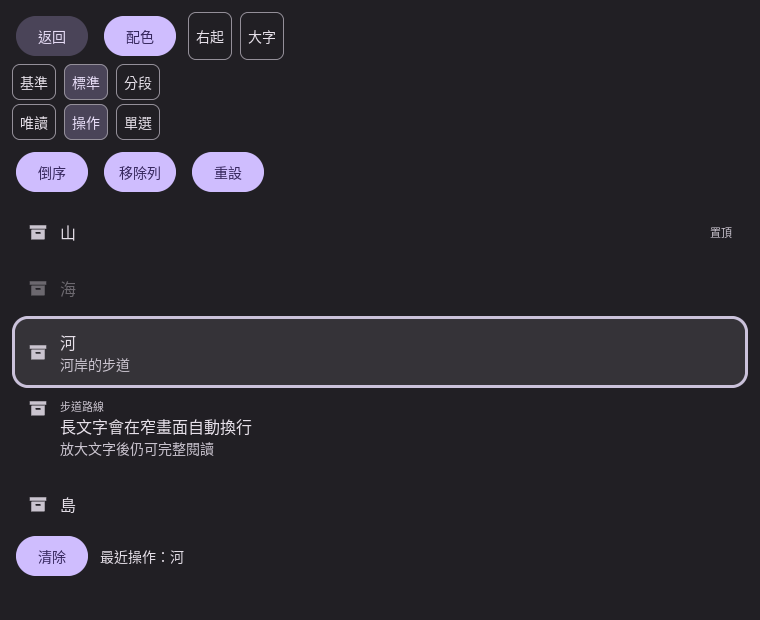 返回 配色 右起 大字
基準 標準 分段
唯讀 操作 單選
倒序 移除列 重設
山 置頂
海
河
河岸的步道
步道路線
長文字會在窄畫面自動換行
放大文字後仍可完整閱讀
島
清除 最近操作：河